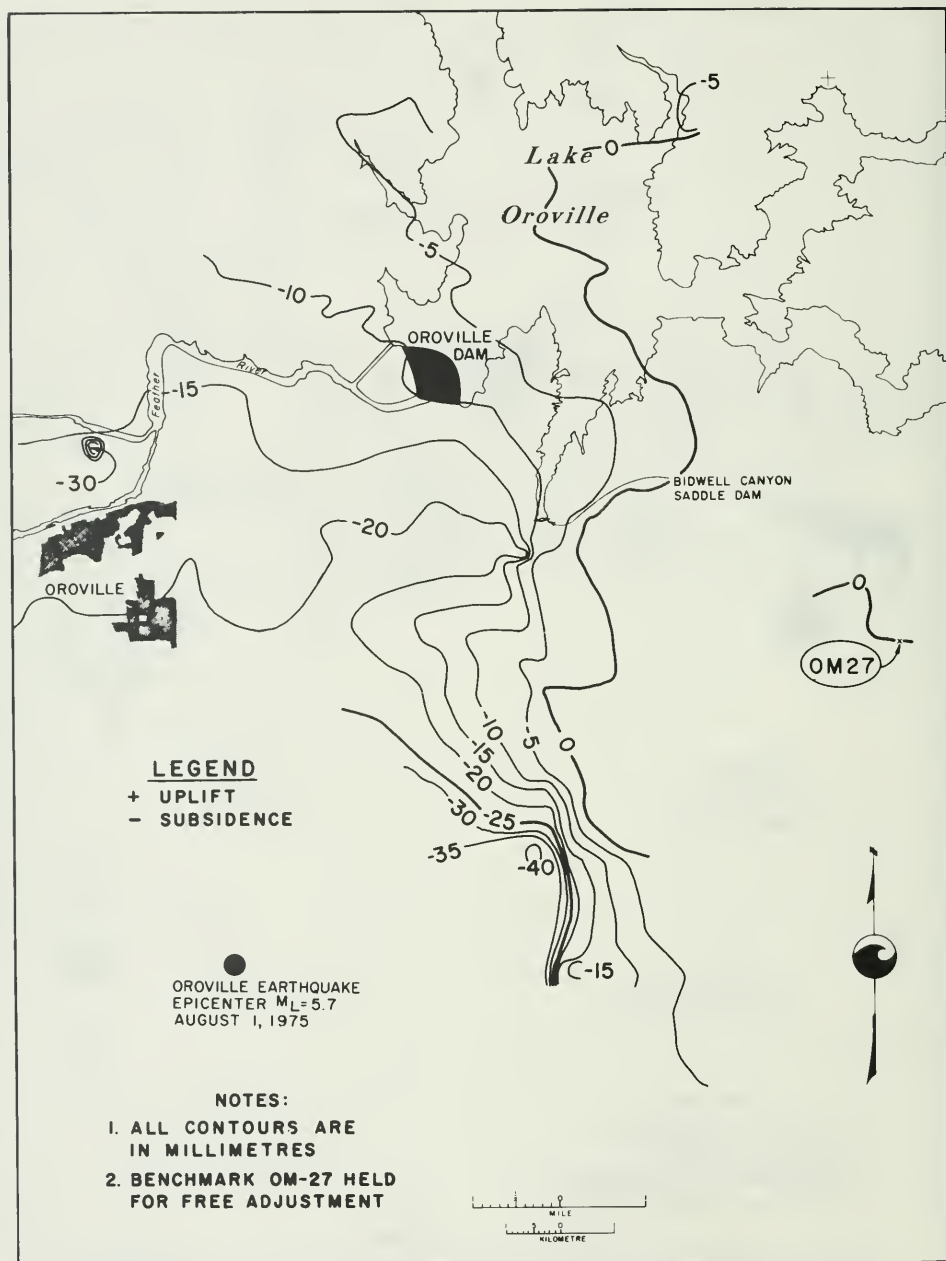 -5
Lake
0
Oroville
-5
-10
OROVILLE
DAM
River
Feather
-15
-30
BIDWELL CANYON
SADDLE DAM
-20
OROVILLE
0
OM27
-10
-5
0
-15
-20
LEGEND
+ UPLIFT
- SUBSIDENCE
-25
-30
-35
-40
-15
OROVILLE EARTHQUAKE
EPICENTER ML=5.7
AUGUST 1, 1975
NOTES:
1. ALL CONTOURS ARE
IN MILLIMETRES
2. BENCHMARK OM-27 HELD
FOR FREE ADJUSTMENT
MILE
1 .5 0
KILOMETRE